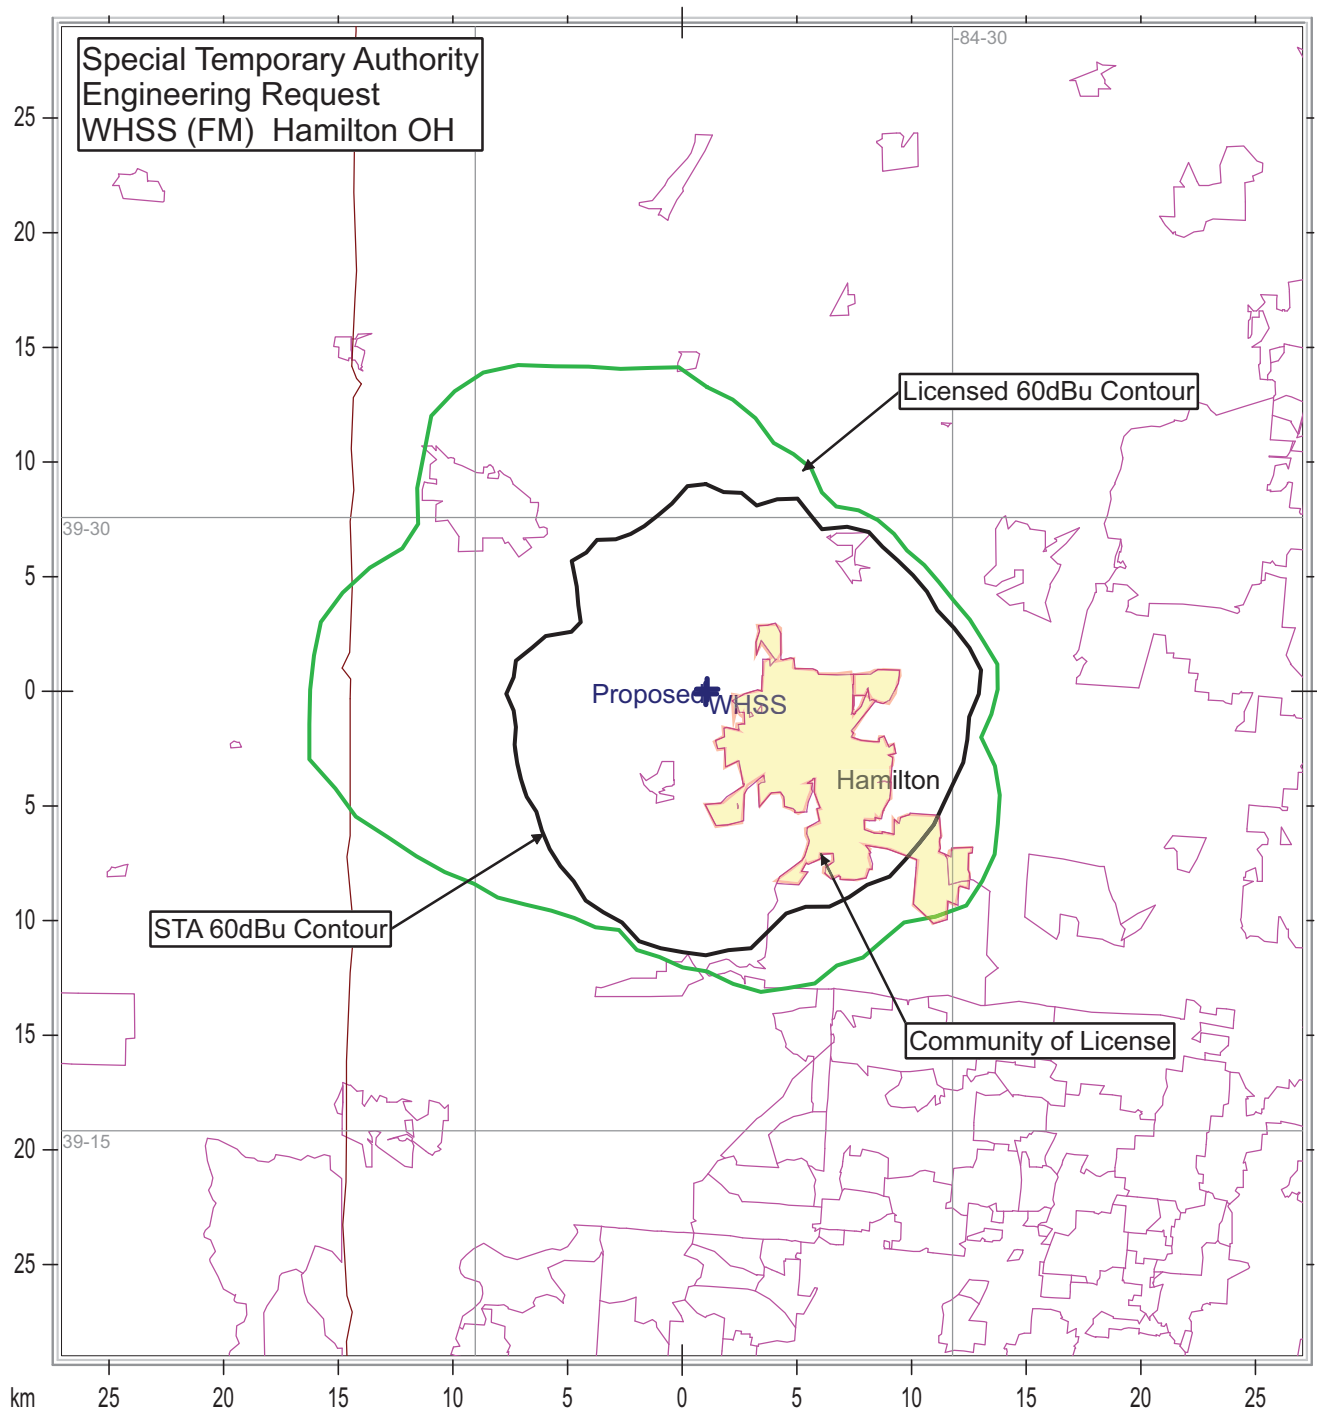 Special Temporary Authority
Engineering Request
WHSS (FM) Hamilton OH
-84-30
25
20
15
Licensed 60dBu Contour
10
39-30
5
0
Proposed
WHSS
Hamilton
5
STA 60dBu Contour
10
Community of License
15
39-15
20
25
km 25 20 15 10 5 0 5 10 15 20 25